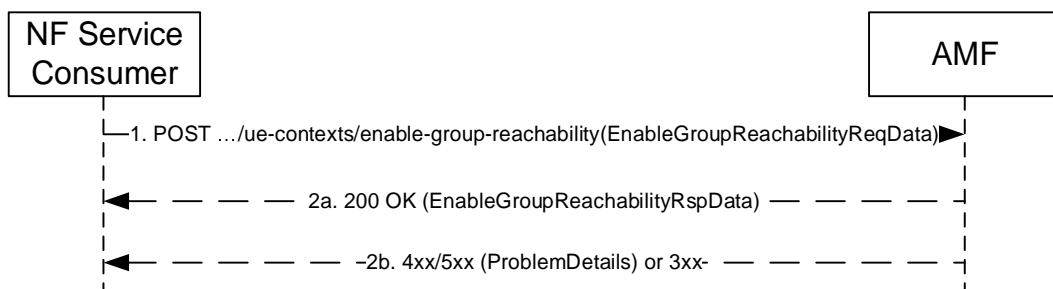 NF Service
Consumer
AMF
1. POST …/ue-contexts/enable-group-reachability(EnableGroupReachabilityReqData)
2a. 200 OK (EnableGroupReachabilityRspData)
2b. 4xx/5xx (ProblemDetails) or 3xx